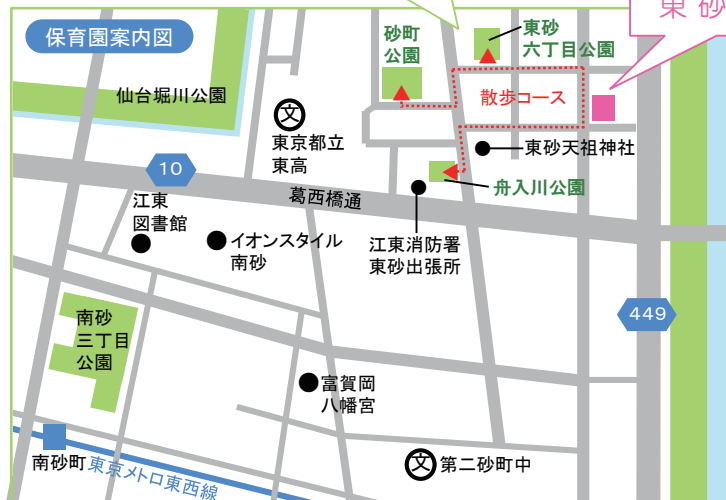 保育園案内図
東砂
砂町
公園
東砂
六丁目公園
仙台堀川公園
散歩コース
文
東京都立
東高
東砂天祖神社
10
舟入川公園
葛西橋通
江東
図書館
イオンスタイル
南砂
江東消防署
東砂出張所
449
南砂
三丁目
公園
富賀岡
八幡宮
南砂町
東京メトロ東西線
文
第二砂町中